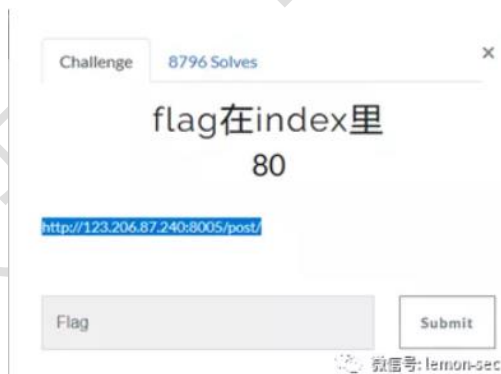 Challenge 8796 Solves ×
flag在index里
80
http://123.206.87.240:8005/post/
Flag Submit
微信号: lemon-sec